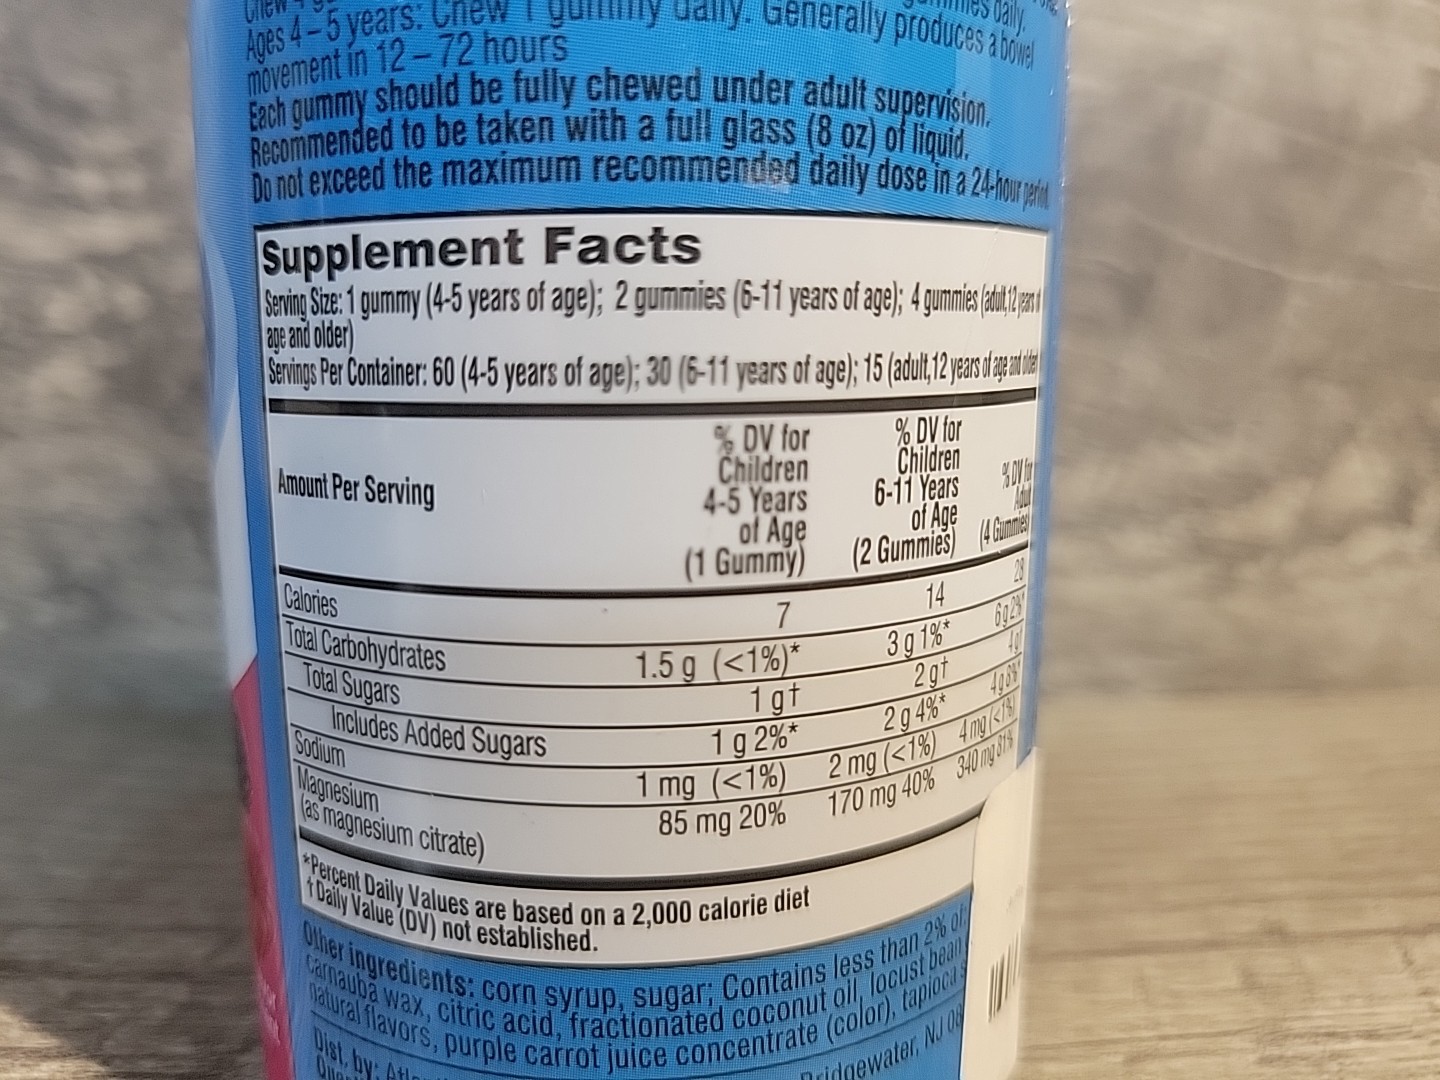 Ages 4-5 years: Chew 1 gummy daily. Generally produces a bowel
movement in 12-72 hours
Each gummy should be fully chewed under adult supervision.
Recommended to be taken with a full glass (8 oz) of liquid.
Do not exceed the maximum recommended daily dose in a 24-hour period
Supplement Facts
Serving Size: 1 gummy (4-5 years of age); 2 gummies (6-11 years of age); 4 gummies (adult,12 years of
age and older)
Servings Per Container: 60 (4-5 years of age); 30 (6-11 years of age); 15 (adult,12 years of age and older
Amount Per Serving
% DV for
Children
4-5 Years
of Age
(1 Gummy)
% DV for
Children
6-11 Years
of Age
(2 Gummies)
% DV for
Adult
(4 Gummies)
Calories 7 14 28
Total Carbohydrates 1.5 g (<1%)* 3 g 1%* 6 g 2%*
Total Sugars 1 g† 2 g† 4 g†
Includes Added Sugars 1 g 2%* 2 g 4%* 4 g 8%*
Sodium 1 mg (<1%) 2 mg (<1%) 4 mg (<1%)
Magnesium 85 mg 20% 170 mg 40% 340 mg 81%
(as magnesium citrate)
*Percent Daily Values are based on a 2,000 calorie diet
† Daily Value (DV) not established.
Other ingredients: corn syrup, sugar; Contains less than 2% of:
carnauba wax, citric acid, fractionated coconut oil, locust bean
natural flavors, purple carrot juice concentrate (color), tapioca
Dist. by: Bridgewater, NJ